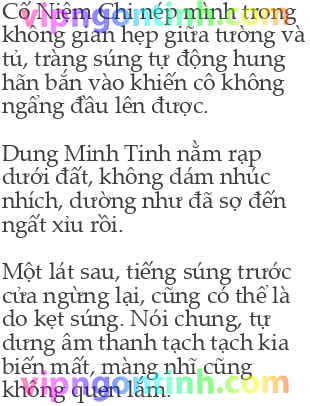 Cố Niệm Chi nép mình trong
không gian hẹp giữa tường và
tủ, tràng súng tự động hung
hãn bắn vào khiến cô không
ngẩng đầu lên được.

Dung Minh Tinh nằm rạp
dưới đất, không dám nhúc
nhích, dường như đã sợ đến
ngất xỉu rồi.

Một lát sau, tiếng súng trước
cửa ngừng lại, cũng có thể là
do kẹt súng. Nói chung, tự
dưng âm thanh tạch tạch kia
biến mất, màng nhĩ cũng
không quen lắm.
vipngontinh.com
vipngontinh.com